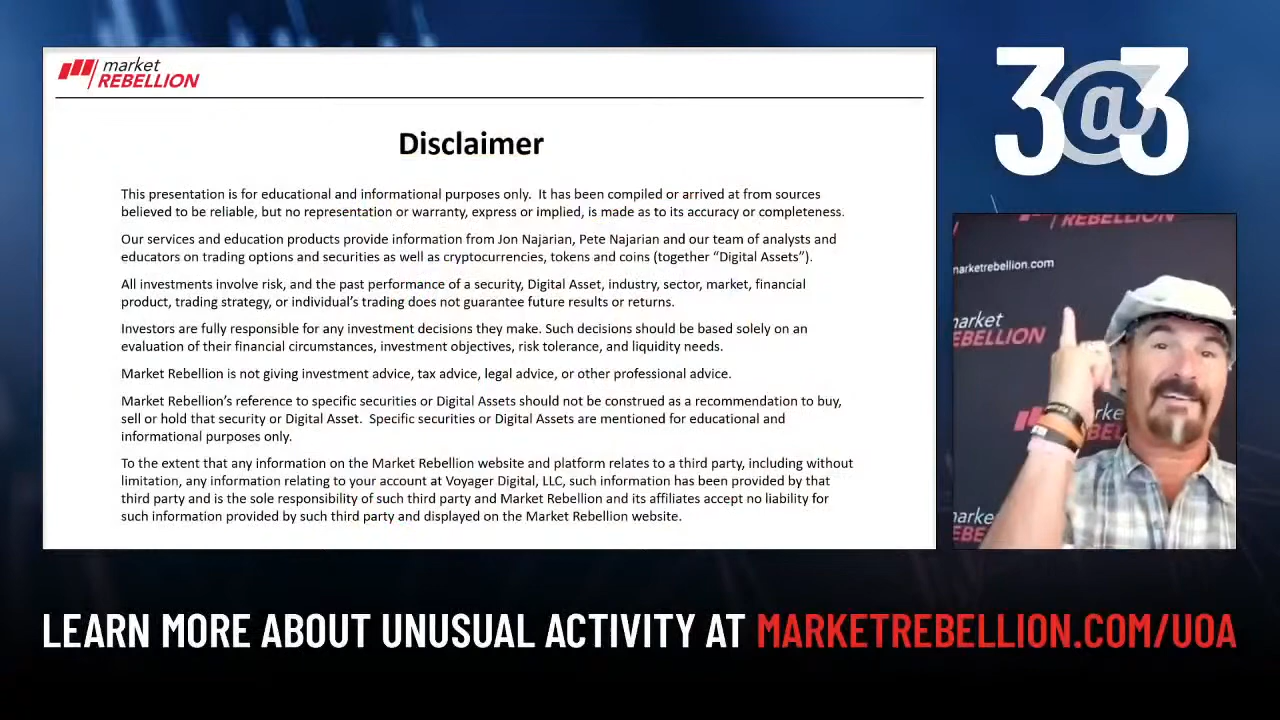 market
REBELLION
Disclaimer
This presentation is for educational and informational purposes only.  It has been compiled or arrived at from sources
believed to be reliable, but no representation or warranty, express or implied, is made as to its accuracy or completeness.
Our services and education products provide information from Jon Najarian, Pete Najarian and our team of analysts and
educators on trading options and securities as well as cryptocurrencies, tokens and coins (together “Digital Assets”).
All investments involve risk, and the past performance of a security, Digital Asset, industry, sector, market, financial
product, trading strategy, or individual’s trading does not guarantee future results or returns.
Investors are fully responsible for any investment decisions they make. Such decisions should be based solely on an
evaluation of their financial circumstances, investment objectives, risk tolerance, and liquidity needs.
Market Rebellion is not giving investment advice, tax advice, legal advice, or other professional advice.
Market Rebellion’s reference to specific securities or Digital Assets should not be construed as a recommendation to buy,
sell or hold that security or Digital Asset.  Specific securities or Digital Assets are mentioned for educational and
informational purposes only.
To the extent that any information on the Market Rebellion website and platform relates to a third party, including without
limitation, any information relating to your account at Voyager Digital, LLC, such information has been provided by that
third party and is the sole responsibility of such third party and Market Rebellion and its affiliates accept no liability for
such information provided by such third party and displayed on the Market Rebellion website.
3@3
REBELLION
marketrebellion.com
market
REBELLION
LEARN MORE ABOUT UNUSUAL ACTIVITY AT MARKETREBELLION.COM/UOA